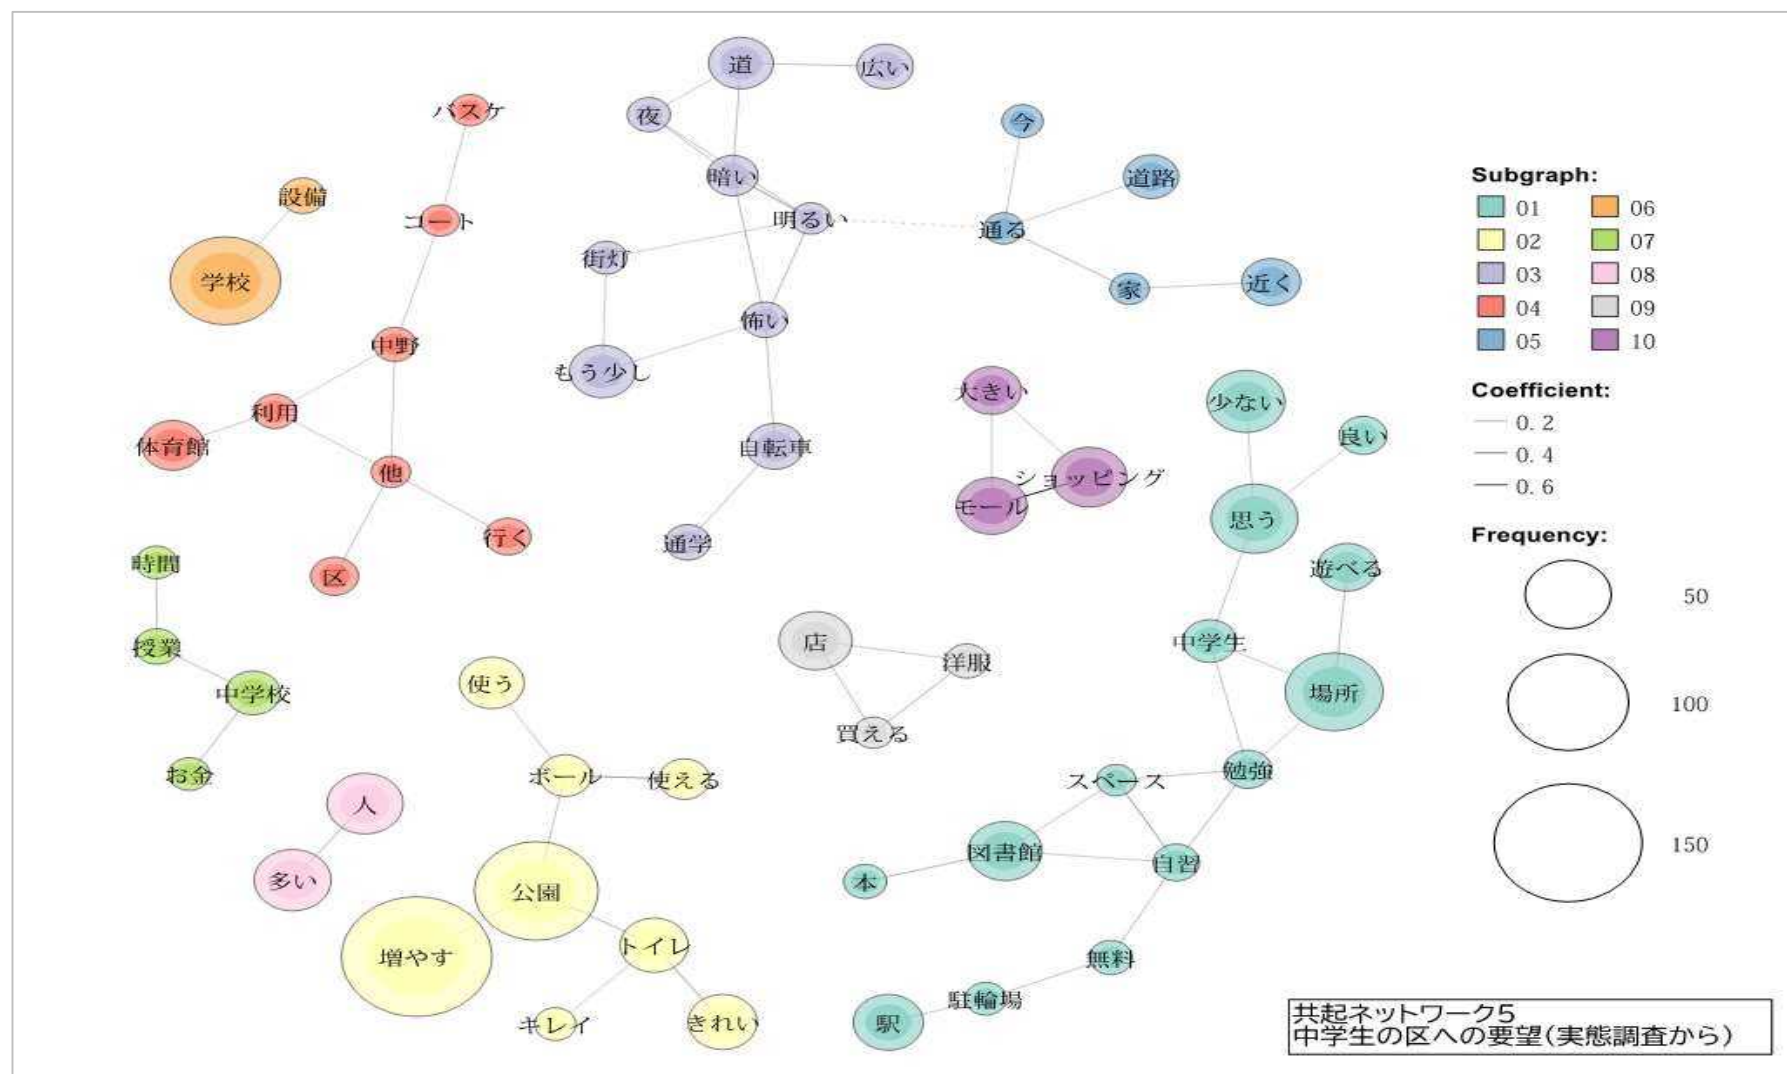 道
広い
バスケ
夜
今
暗い
道路
設備
コート
明るい
通る
街灯
学校
家
近く
怖い
中野
もう少し
大きい
少ない
利用
良い
体育館
自転車
他
ショッピング
モール
思う
行く
通学
時間
区
遊べる
授業
店
洋服
中学生
中学校
使う
場所
買える
お金
ボール
使える
スペース
勉強
人
図書館
自習
多い
公園
本
増やす
トイレ
無料
キレイ
きれい
駅
駐輪場
Subgraph:
01 06
02 07
03 08
04 09
05 10
Coefficient:
0.2
0.4
0.6
Frequency:
50
100
150
共起ネットワーク5
中学生の区への要望(実態調査から)